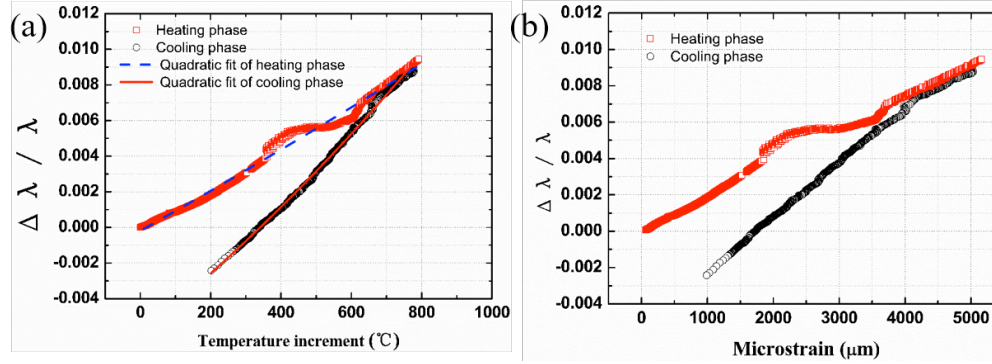 (a)
Heating phase
Cooling phase
Quadratic fit of heating phase
Quadratic fit of cooling phase
0.012
0.010
0.008
0.006
0.004
0.002
0.000
-0.002
-0.004
Δ λ / λ
0
200
400
600
800
1000
Temperature increment (℃)
(b)
Heating phase
Cooling phase
0.012
0.010
0.008
0.006
0.004
0.002
0.000
-0.002
-0.004
Δ λ / λ
0
1000
2000
3000
4000
5000
Microstrain (μm)